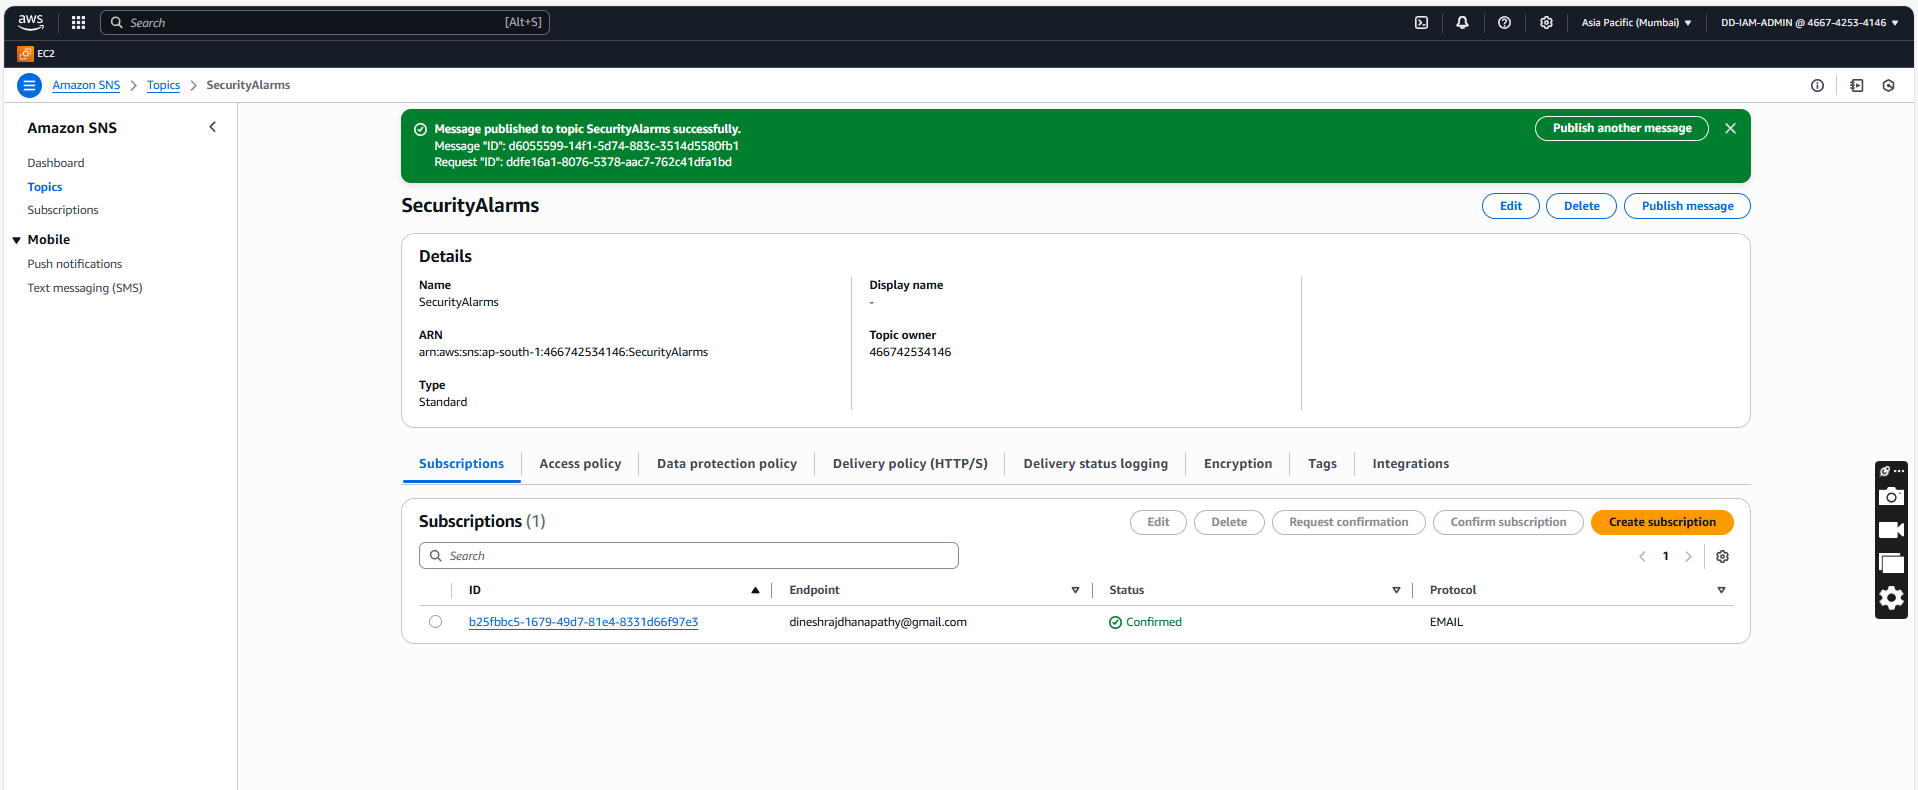 aws
Search [Alt+S]
Asia Pacific (Mumbai)
DD-IAM-ADMIN @ 4667-4253-4146
EC2
Amazon SNS
Topics
SecurityAlarms
Amazon SNS
Dashboard
Topics
Subscriptions
Mobile
Push notifications
Text messaging (SMS)
Message published to topic SecurityAlarms successfully.
Message "ID": d6055599-14f1-5d74-883c-3514d5580fb1
Request "ID": ddfe16a1-8076-5378-aac7-762c41dfa1bd
Publish another message
SecurityAlarms
Edit
Delete
Publish message
Details
Name
SecurityAlarms
ARN
arn:aws:sns:ap-south-1:466742534146:SecurityAlarms
Type
Standard
Display name
-
Topic owner
466742534146
Subscriptions
Access policy
Data protection policy
Delivery policy (HTTP/S)
Delivery status logging
Encryption
Tags
Integrations
Subscriptions (1)
Edit
Delete
Request confirmation
Confirm subscription
Create subscription
Search
1
ID Endpoint Status Protocol
b25fbbc5-1679-49d7-81e4-8331d66f97e3 dineshrajdhanapathy@gmail.com Confirmed EMAIL